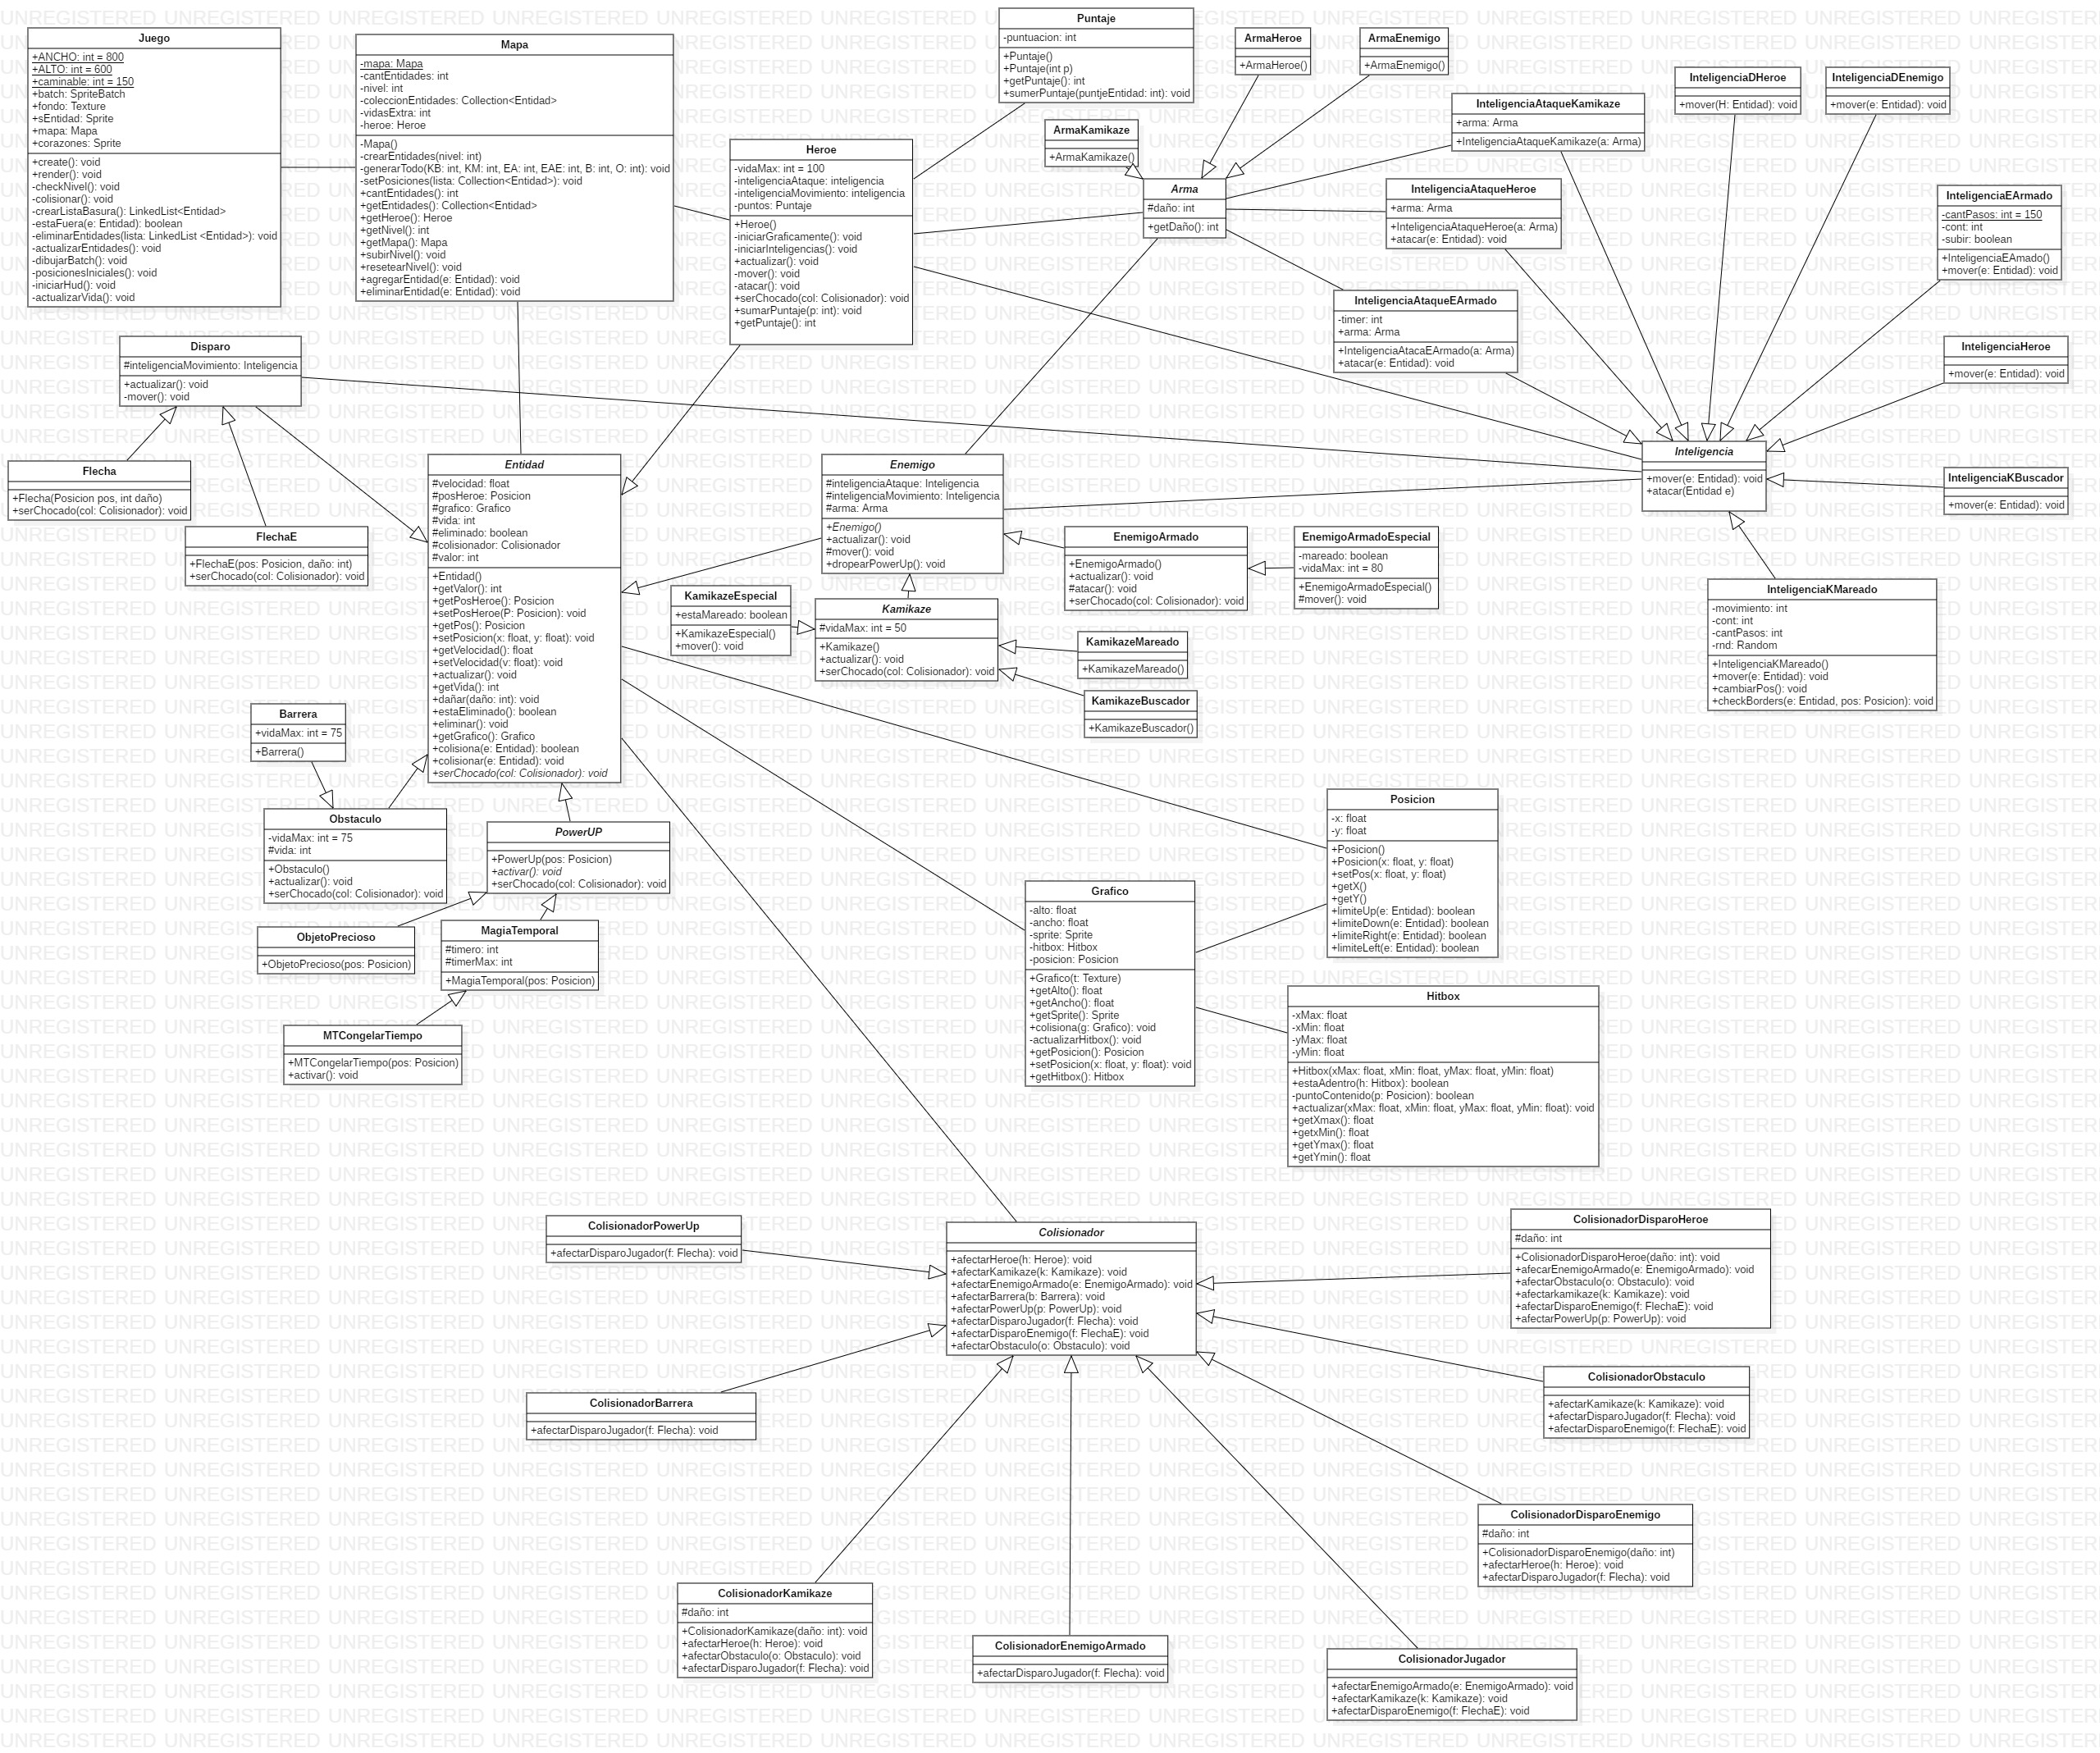 Juego
+ANCHO: int = 800
+ALTO: int = 600
+caminable: int = 150
+batch: SpriteBatch
+fondo: Texture
+sEntidad: Sprite
+mapa: Mapa
+corazones: Sprite
+create(): void
+render(): void
-checkNivel(): void
-colisionar(): void
-crearListaBasura(): LinkedList<Entidad>
-estaFuera(e: Entidad): boolean
-eliminarEntidades(lista: LinkedList <Entidad>): void
-actualizarEntidades(): void
-dibujarBatch(): void
-posicionesIniciales(): void
-iniciarHud(): void
-actualizarVida(): void
Mapa
-mapa: Mapa
-cantEntidades: int
-nivel: int
-coleccionEntidades: Collection<Entidad>
-vidasExtra: int
-heroe: Heroe
-Mapa()
-crearEntidades(nivel: int)
-generarTodo(KB: int, KM: int, EA: int, EAE: int, B: int, O: int): void
-setPosiciones(lista: Collection<Entidad>): void
+cantEntidades(): int
+getEntidades(): Collection<Entidad>
+getHeroe(): Heroe
+getNivel(): int
+getMapa(): Mapa
+subirNivel(): void
+resetearNivel(): void
+agregarEntidad(e: Entidad): void
+eliminarEntidad(e: Entidad): void
Puntaje
-puntuacion: int
+Puntaje()
+Puntaje(int p)
+getPuntaje(): int
+sumerPuntaje(puntjeEntidad: int): void
ArmaHeroe
+ArmaHeroe()
ArmaEnemigo
+ArmaEnemigo()
ArmaKamikaze
+ArmaKamikaze()
Heroe
-vidaMax: int = 100
-inteligenciaAtaque: inteligencia
-inteligenciaMovimiento: inteligencia
-puntos: Puntaje
+Heroe()
-iniciarGraficamente(): void
-iniciarInteligencias(): void
+actualizar(): void
-mover(): void
-atacar(): void
+serChocado(col: Colisionador): void
+sumarPuntaje(p: int): void
+getPuntaje(): int
Arma
#daño: int
+getDaño(): int
InteligenciaAtaqueKamikaze
+arma: Arma
+InteligenciaAtaqueKamikaze(a: Arma)
InteligenciaAtaqueHeroe
+arma: Arma
+InteligenciaAtaqueHeroe(a: Arma)
+atacar(e: Entidad): void
InteligenciaAtaqueEArmado
-timer: int
+arma: Arma
+InteligenciaAtacaEArmado(a: Arma)
+atacar(e: Entidad): void
InteligenciaDHeroe
+mover(H: Entidad): void
InteligenciaDEnemigo
+mover(e: Entidad): void
InteligenciaEArmado
-cantPasos: int = 150
-cont: int
-subir: boolean
+InteligenciaEAmado()
+mover(e: Entidad): void
InteligenciaHeroe
+mover(e: Entidad): void
Inteligencia
+mover(e: Entidad): void
+atacar(Entidad e)
InteligenciaKBuscador
+mover(e: Entidad): void
InteligenciaKMareado
-movimiento: int
-cont: int
-cantPasos: int
-rnd: Random
+InteligenciaKMareado()
+mover(e: Entidad): void
+cambiarPos(): void
+checkBorders(e: Entidad, pos: Posicion): void
Disparo
#inteligenciaMovimiento: Inteligencia
+actualizar(): void
-mover(): void
Flecha
+Flecha(Posicion pos, int daño)
+serChocado(col: Colisionador): void
FlechaE
+FlechaE(pos: Posicion, daño: int)
+serChocado(col: Colisionador): void
Entidad
#velocidad: float
#posHeroe: Posicion
#grafico: Grafico
#vida: int
#eliminado: boolean
#colisionador: Colisionador
#valor: int
+Entidad()
+getValor(): int
+getPosHeroe(): Posicion
+setPosHeroe(P: Posicion): void
+getPos(): Posicion
+setPosicion(x: float, y: float): void
+getVelocidad(): float
+setVelocidad(v: float): void
+actualizar(): void
+getVida(): int
+dañar(daño: int): void
+estaEliminado(): boolean
+eliminar(): void
+getGrafico(): Grafico
+colisiona(e: Entidad): boolean
+colisionar(e: Entidad): void
+serChocado(col: Colisionador): void
Enemigo
#inteligenciaAtaque: Inteligencia
#inteligenciaMovimiento: Inteligencia
#arma: Arma
+Enemigo()
+actualizar(): void
#mover(): void
+dropearPowerUp(): void
EnemigoArmado
+EnemigoArmado()
+actualizar(): void
#atacar(): void
+serChocado(col: Colisionador): void
EnemigoArmadoEspecial
-mareado: boolean
-vidaMax: int = 80
+EnemigoArmadoEspecial()
#mover(): void
KamikazeEspecial
+estaMareado: boolean
+KamikazeEspecial()
+mover(): void
Kamikaze
#vidaMax: int = 50
+Kamikaze()
+actualizar(): void
+serChocado(col: Colisionador): void
KamikazeMareado
+KamikazeMareado()
KamikazeBuscador
+KamikazeBuscador()
Barrera
+vidaMax: int = 75
+Barrera()
Obstaculo
-vidaMax: int = 75
#vida: int
+Obstaculo()
+actualizar(): void
+serChocado(col: Colisionador): void
PowerUP
+PowerUp(pos: Posicion)
+activar(): void
+serChocado(col: Colisionador): void
ObjetoPrecioso
+ObjetoPrecioso(pos: Posicion)
MagiaTemporal
#timero: int
#timerMax: int
+MagiaTemporal(pos: Posicion)
MTCongelarTiempo
+MTCongelarTiempo(pos: Posicion)
+activar(): void
Posicion
-x: float
-y: float
+Posicion()
+Posicion(x: float, y: float)
+setPos(x: float, y: float)
+getX()
+getY()
+limiteUp(e: Entidad): boolean
+limiteDown(e: Entidad): boolean
+limiteRight(e: Entidad): boolean
+limiteLeft(e: Entidad): boolean
Grafico
-alto: float
-ancho: float
-sprite: Sprite
-hitbox: Hitbox
-posicion: Posicion
+Grafico(t: Texture)
+getAlto(): float
+getAncho(): float
+getSprite(): Sprite
+colisiona(g: Grafico): void
-actualizarHitbox(): void
+getPosicion(): Posicion
+setPosicion(x: float, y: float): void
+getHitbox(): Hitbox
Hitbox
-xMax: float
-xMin: float
-yMax: float
-yMin: float
+Hitbox(xMax: float, xMin: float, yMax: float, yMin: float)
+estaAdentro(h: Hitbox): boolean
-puntoContenido(p: Posicion): boolean
+actualizar(xMax: float, xMin: float, yMax: float, yMin: float): void
+getXmax(): float
+getxMin(): float
+getYmax(): float
+getYmin(): float
ColisionadorPowerUp
+afectarDisparoJugador(f: Flecha): void
Colisionador
+afectarHeroe(h: Heroe): void
+afectarKamikaze(k: Kamikaze): void
+afectarEnemigoArmado(e: EnemigoArmado): void
+afectarBarrera(b: Barrera): void
+afectarPowerUp(p: PowerUp): void
+afectarDisparoJugador(f: Flecha): void
+afectarDisparoEnemigo(f: FlechaE): void
+afectarObstaculo(o: Obstaculo): void
ColisionadorDisparoHeroe
#daño: int
+ColisionadorDisparoHeroe(daño: int): void
+afecarEnemigoArmado(e: EnemigoArmado): void
+afectarObstaculo(o: Obstaculo): void
+afectarkamikaze(k: Kamikaze): void
+afectarDisparoEnemigo(f: FlechaE): void
+afectarPowerUp(p: PowerUp): void
ColisionadorObstaculo
+afectarKamikaze(k: Kamikaze): void
+afectarDisparoJugador(f: Flecha): void
+afectarDisparoEnemigo(f: FlechaE): void
ColisionadorBarrera
+afectarDisparoJugador(f: Flecha): void
ColisionadorDisparoEnemigo
#daño: int
+ColisionadorDisparoEnemigo(daño: int)
+afectarHeroe(h: Heroe): void
+afectarDisparoJugador(f: Flecha): void
ColisionadorKamikaze
#daño: int
+ColisionadorKamikaze(daño: int): void
+afectarHeroe(h: Heroe): void
+afectarObstaculo(o: Obstaculo): void
+afectarDisparoJugador(f: Flecha): void
ColisionadorEnemigoArmado
+afectarDisparoJugador(f: Flecha): void
ColisionadorJugador
+afectarEnemigoArmado(e: EnemigoArmado): void
+afectarKamikaze(k: Kamikaze): void
+afectarDisparoEnemigo(f: FlechaE): void